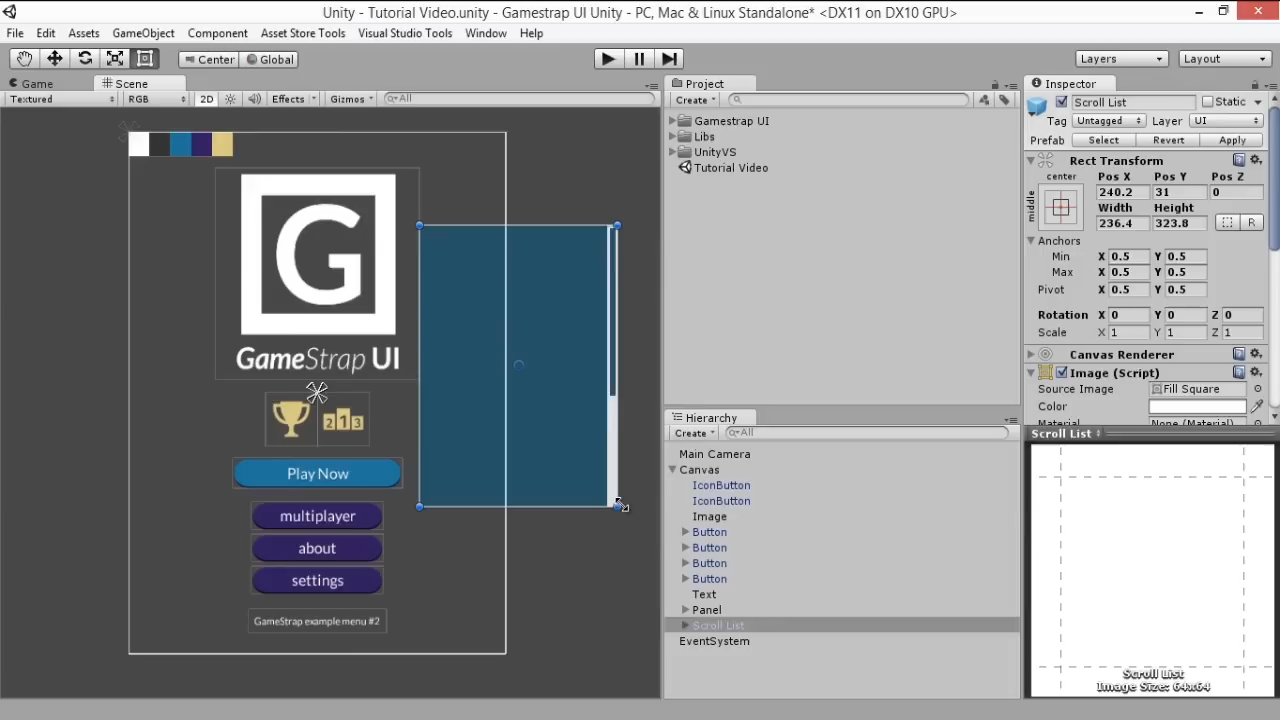 Unity - Tutorial Video.unity - Gamestrap UI Unity - PC, Mac & Linux Standalone* <DX11 on DX10 GPU>
File Edit Assets GameObject Component Asset Store Tools Visual Studio Tools Window Help
Center Global Layers Layout
Game Scene
Textured RGB 2D Effects Gizmos All
G
GameStrap UI
1 2 3
Play Now
multiplayer
about
settings
GameStrap example menu #2
Project
Create
Gamestrap UI
Libs
UnityVS
Tutorial Video
Hierarchy
Create All
Main Camera
Canvas
IconButton
IconButton
Image
Button
Button
Button
Button
Text
Panel
Scroll List
EventSystem
Inspector
Scroll List Static
Tag Untagged Layer UI
Prefab Select Revert Apply
Rect Transform
center Pos X Pos Y Pos Z
middle 240.2 31 0
Width Height
236.4 323.8 R
Anchors
Min X 0.5 Y 0.5
Max X 0.5 Y 0.5
Pivot X 0.5 Y 0.5
Rotation X 0 Y 0 Z 0
Scale X 1 Y 1 Z 1
Canvas Renderer
Image (Script)
Source Image Fill Square
Color
Material None (Material)
Scroll List
Scroll List
Image Size: 64x64